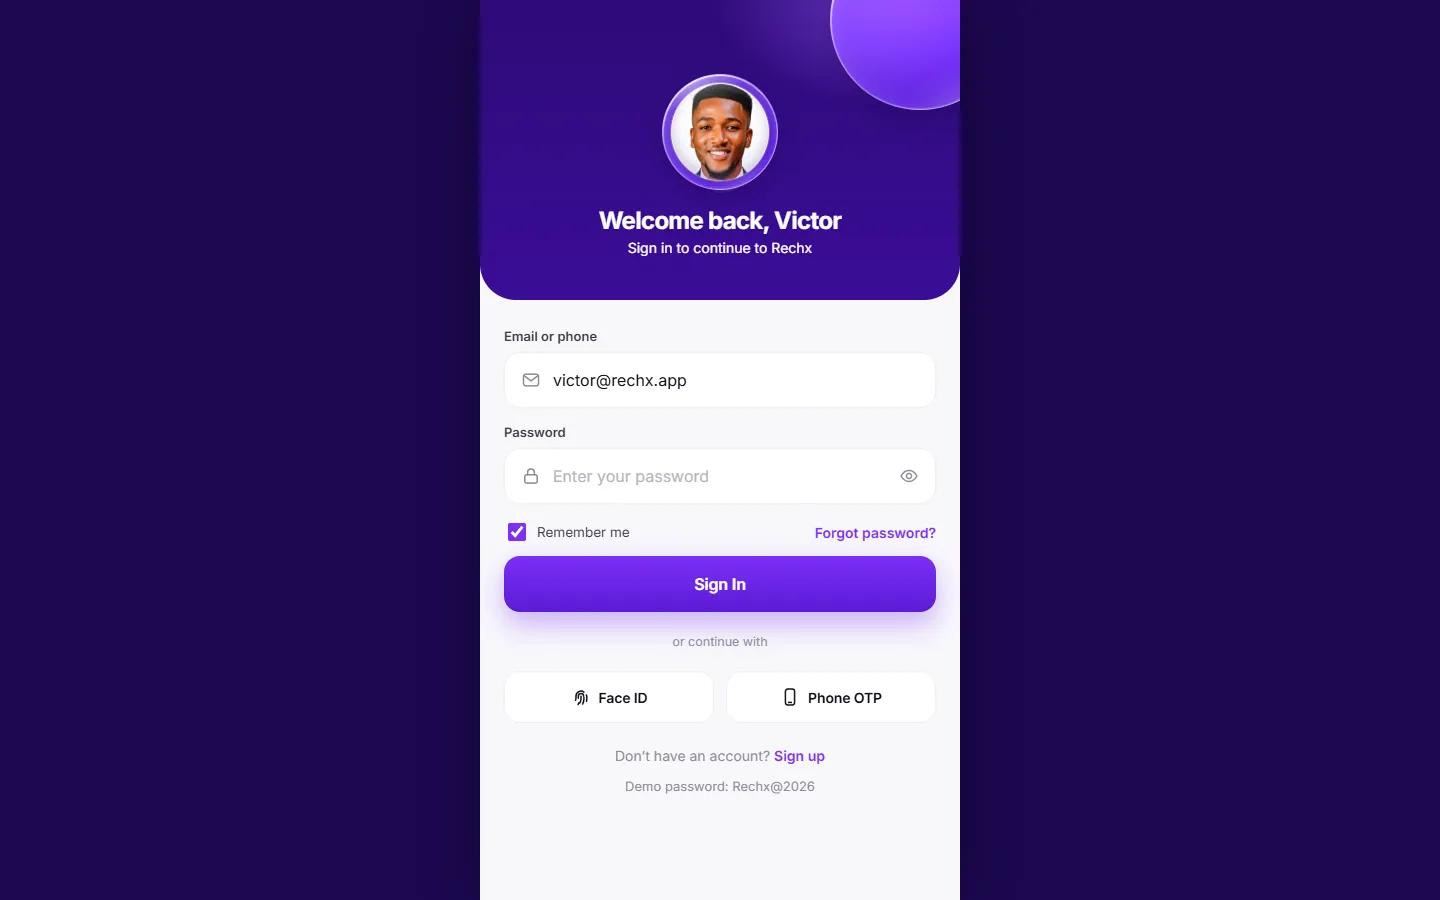 Welcome back, Victor
Sign in to continue to Rechx
Email or phone
victor@rechx.app
Password
Enter your password
Remember me
Forgot password?
Sign In
or continue with
Face ID
Phone OTP
Don’t have an account? Sign up
Demo password: Rechx@2026